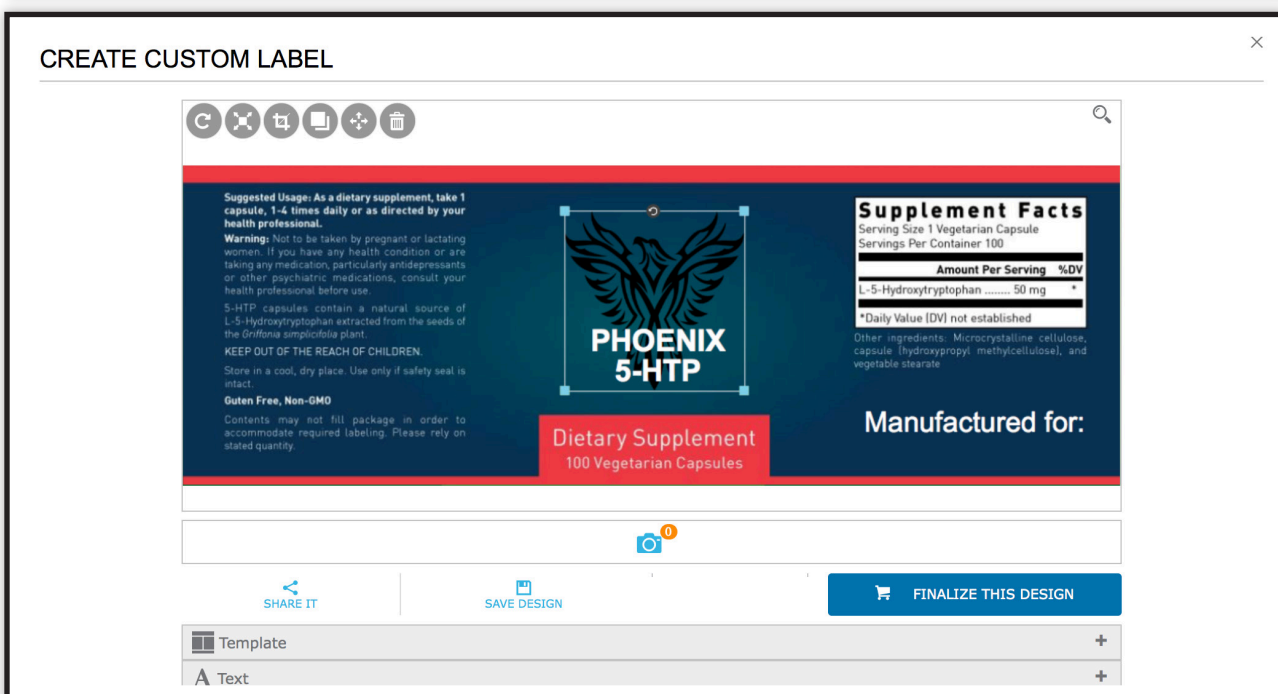 CREATE CUSTOM LABEL
Suggested Usage: As a dietary supplement, take 1
capsule, 1-4 times daily or as directed by your
health professional.
Warning: Not to be taken by pregnant or lactating
women. If you have any health condition or are
taking any medication, particularly antidepressants
or other psychiatric medications, consult your
health professional before use.
5-HTP capsules contain a natural source of
L-5-Hydroxytryptophan extracted from the seeds of
the Griffonia simplicifolia plant.
KEEP OUT OF THE REACH OF CHILDREN.
Store in a cool, dry place. Use only if safety seal is
intact.
Guten Free, Non-GMO
Contents may not fill package in order to
accommodate required labeling. Please rely on
stated quantity.
PHOENIX
5-HTP
Dietary Supplement
100 Vegetarian Capsules
Supplement Facts
Serving Size 1 Vegetarian Capsule
Servings Per Container 100
Amount Per Serving %DV
L-5-Hydroxytryptophan ........ 50 mg *
*Daily Value (DV) not established
Other ingredients: Microcrystalline cellulose,
capsule (hydroxypropyl methylcellulose), and
vegetable stearate
Manufactured for:
0
SHARE IT
SAVE DESIGN
FINALIZE THIS DESIGN
Template
Text